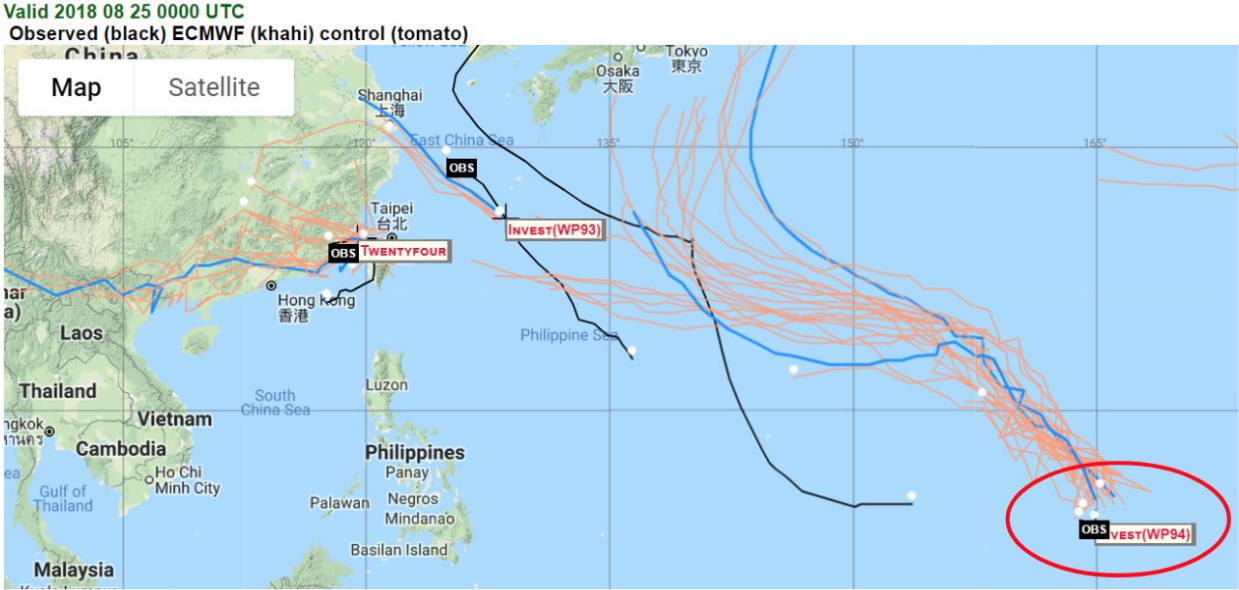 Valid 2018 08 25 0000 UTC
Observed (black) ECMWF (khahi) control (tomato)
China
Map
Satellite
Tokyo
東京
Osaka
大阪
Shanghai
上海
East China Sea
105°
120°
135°
150°
165°
OBS
Taipei
台北
INVEST(WP93)
OBS
TWENTYFOUR
Hong Kong
香港
Laos
Philippine Sea
Thailand
Luzon
South
China Sea
Vietnam
Cambodia
Philippines
Panay
Ho Chi
Minh City
Gulf of
Thailand
Palawan
Negros
Mindanao
OBS
VEST(WP94)
Basilan Island
Malaysia